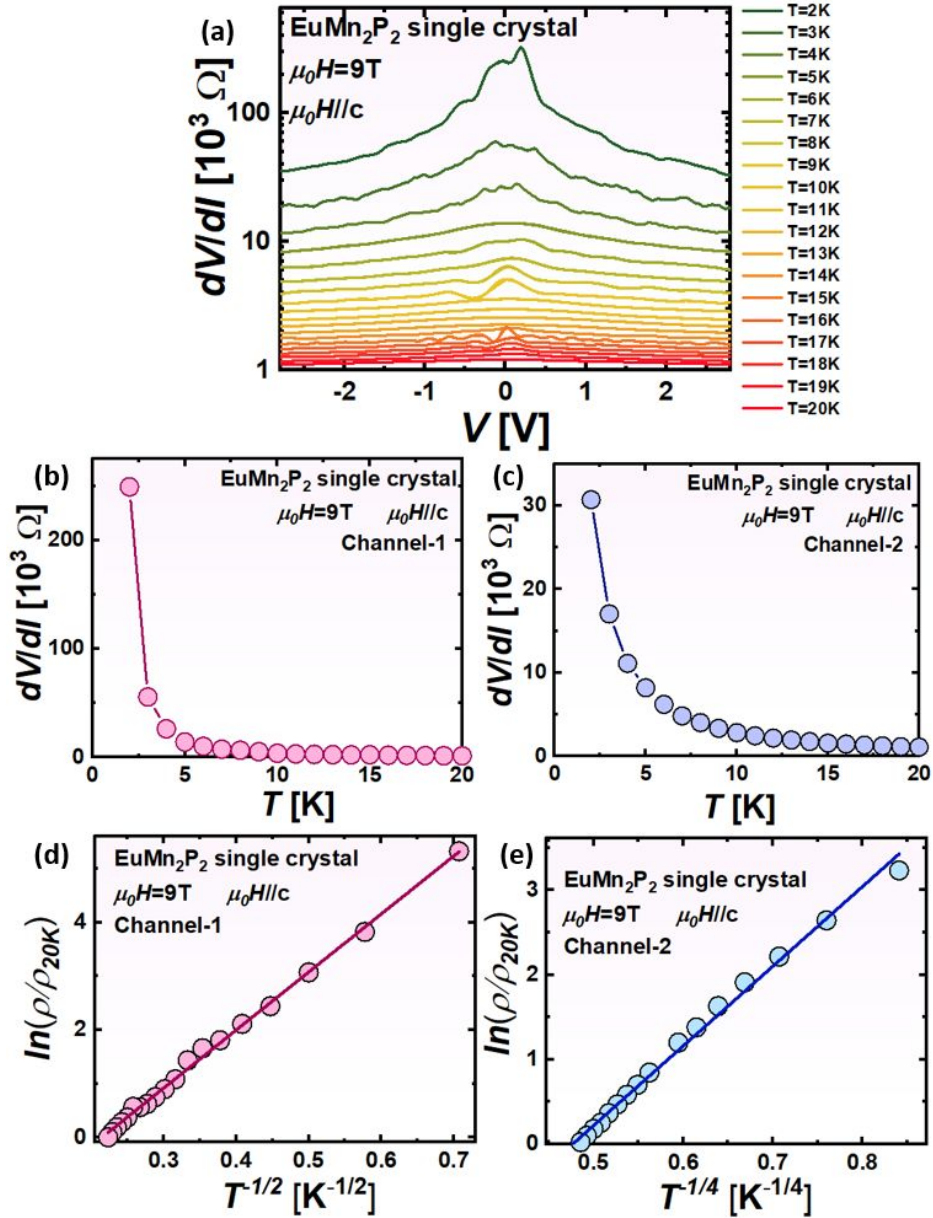 (a)
EuMn₂P₂ single crystal
μ₀H=9T
μ₀H//c
dV/dI [10³ Ω]
100
10
1
-2 -1 0 1 2
V [V]
T=2K
T=3K
T=4K
T=5K
T=6K
T=7K
T=8K
T=9K
T=10K
T=11K
T=12K
T=13K
T=14K
T=15K
T=16K
T=17K
T=18K
T=19K
T=20K
(b)
EuMn₂P₂ single crystal
μ₀H=9T μ₀H//c
Channel-1
dV/dI [10³ Ω]
200
100
0
0 5 10 15 20
T [K]
(c)
EuMn₂P₂ single crystal
μ₀H=9T μ₀H//c
Channel-2
dV/dI [10³ Ω]
30
20
10
0
0 5 10 15 20
T [K]
(d)
EuMn₂P₂ single crystal
μ₀H=9T μ₀H//c
Channel-1
ln(ρ/ρ20K)
4
2
0
0.3 0.4 0.5 0.6 0.7
T⁻¹/² [K⁻¹/²]
(e)
EuMn₂P₂ single crystal
μ₀H=9T μ₀H//c
Channel-2
ln(ρ/ρ20K)
3
2
1
0
0.5 0.6 0.7 0.8
T⁻¹/⁴ [K⁻¹/⁴]